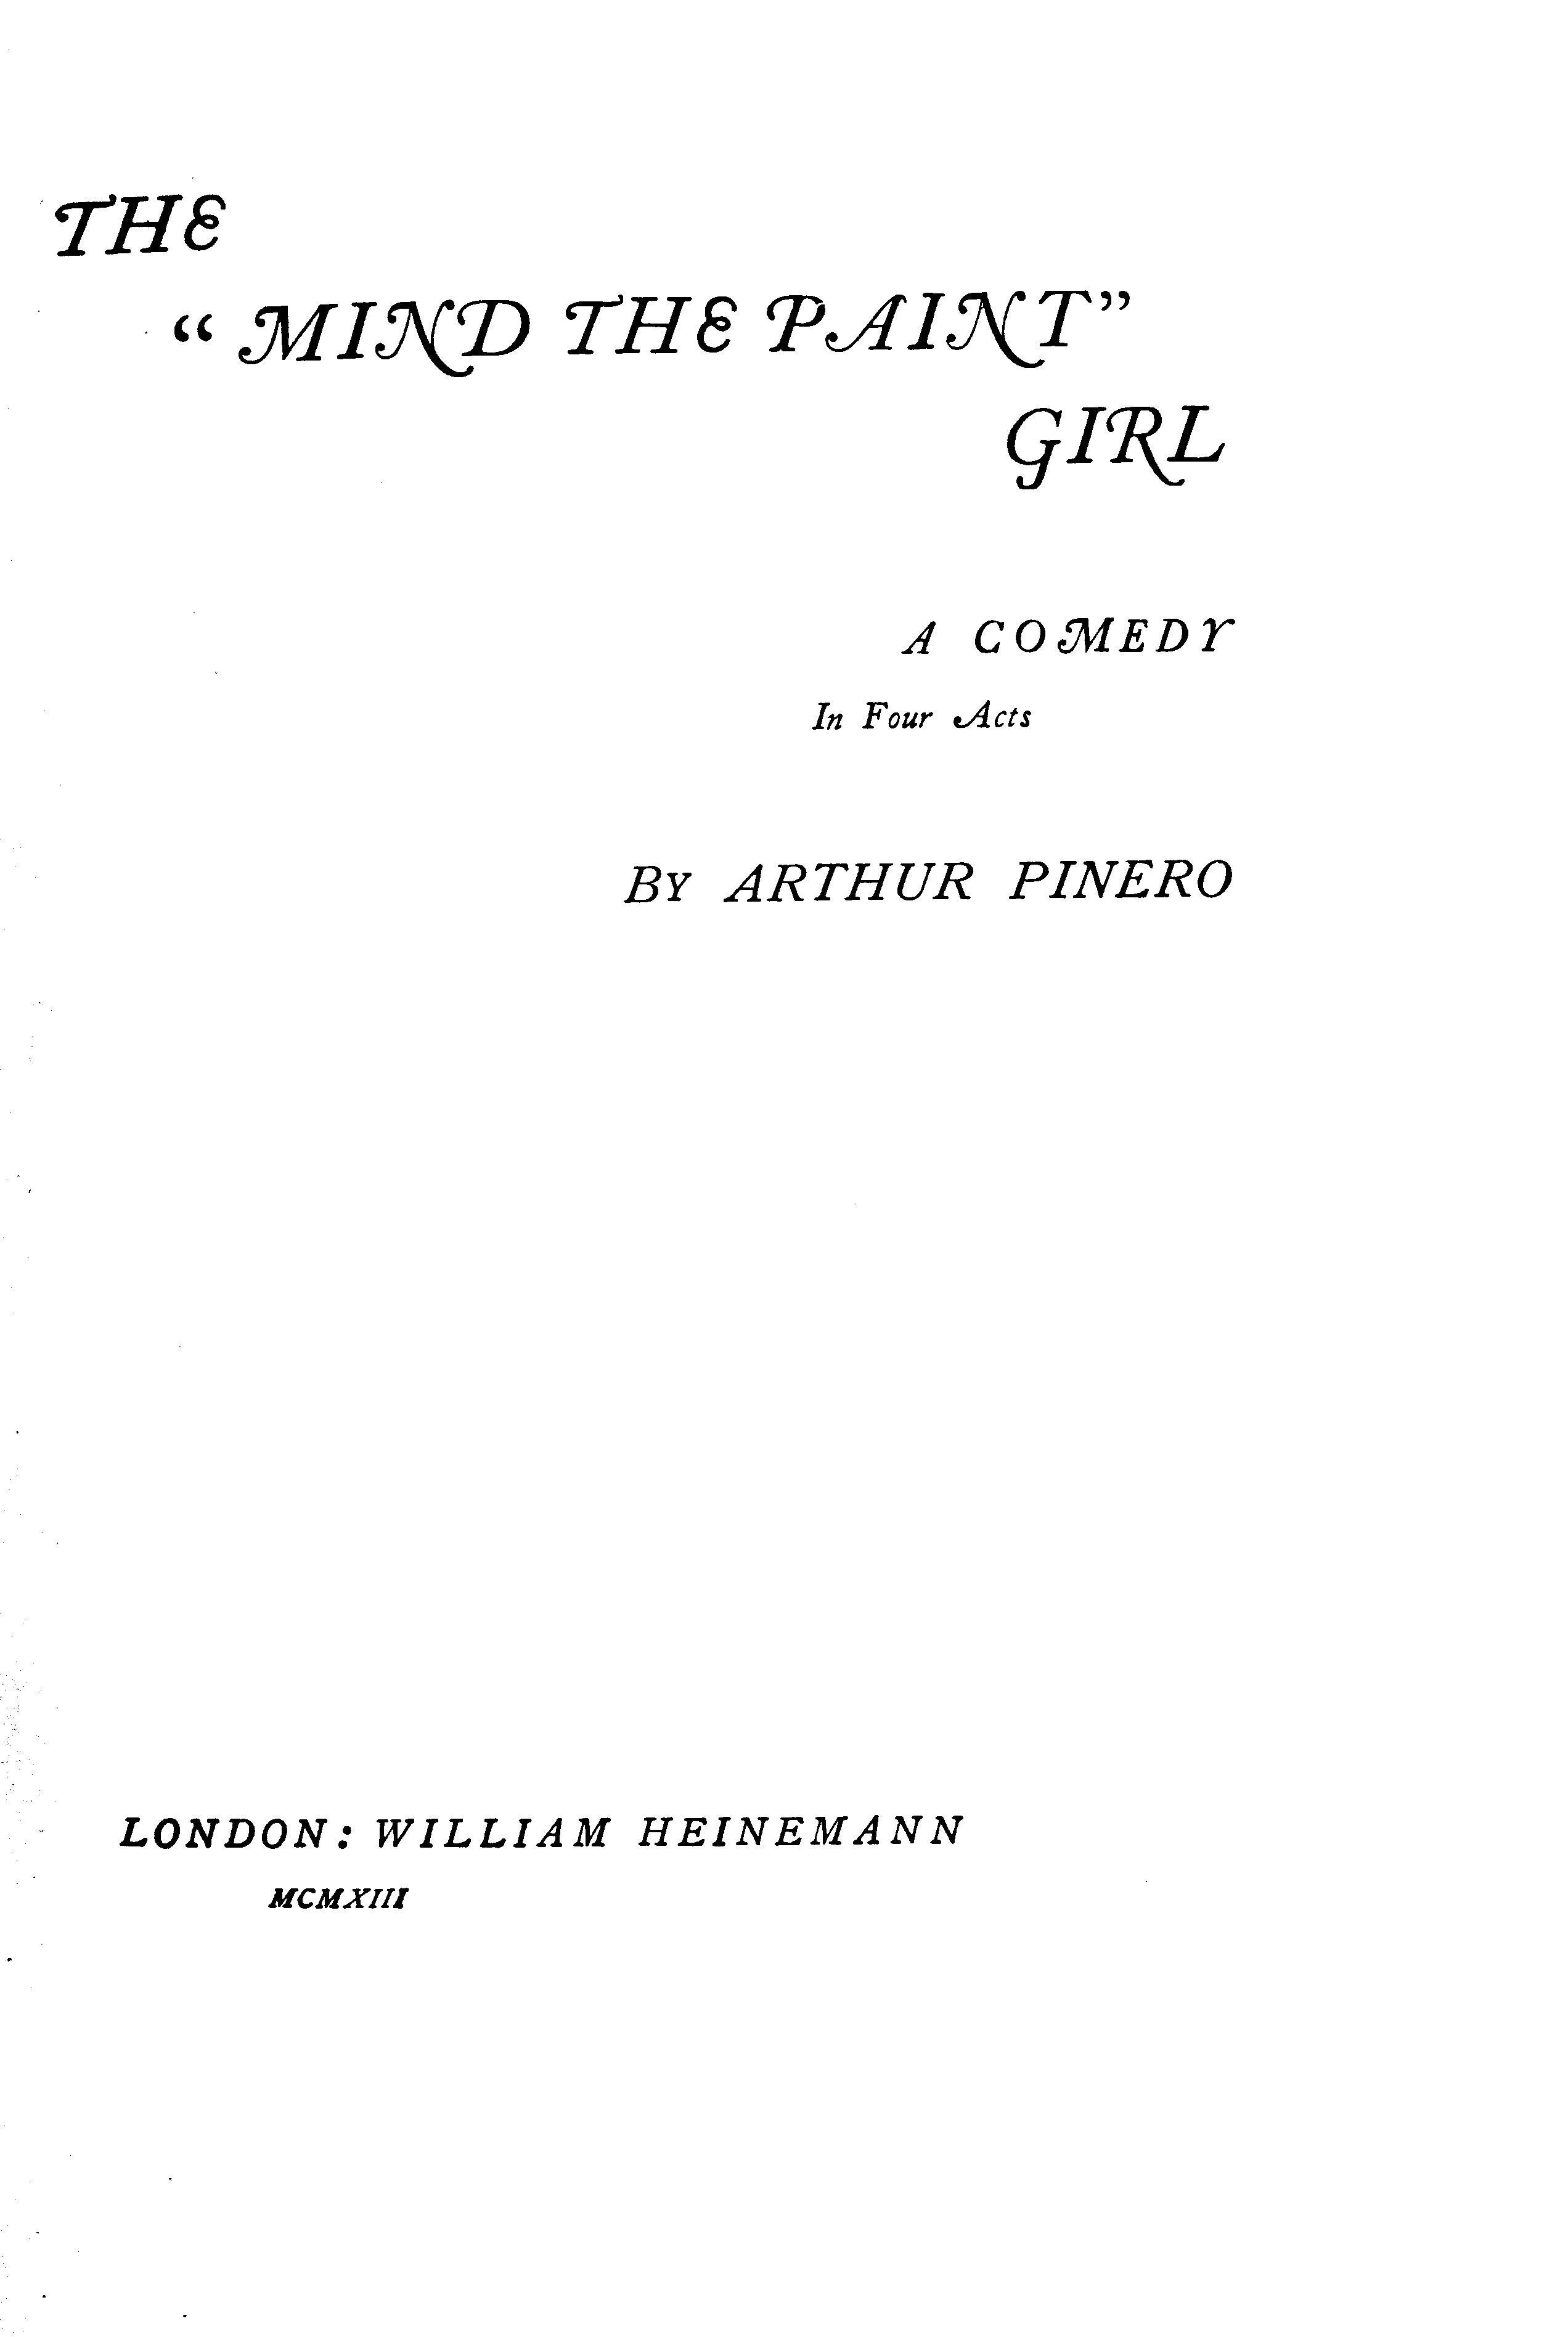 THE
“MIND THE PAINT”
GIRL
A COMEDY
In Four Acts
BY ARTHUR PINERO
LONDON: WILLIAM HEINEMANN
MCMXIII